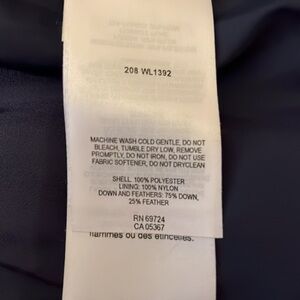 208 WL1392
MACHINE WASH COLD GENTLE, DO NOT
BLEACH, TUMBLE DRY LOW, REMOVE
PROMPTLY, DO NOT IRON, DO NOT USE
FABRIC SOFTENER, DO NOT DRYCLEAN
SHELL: 100% POLYESTER
LINING: 100% NYLON
DOWN AND FEATHERS: 75% DOWN,
25% FEATHER
RN 69724
CA 05367
flammes ou des étincelles.